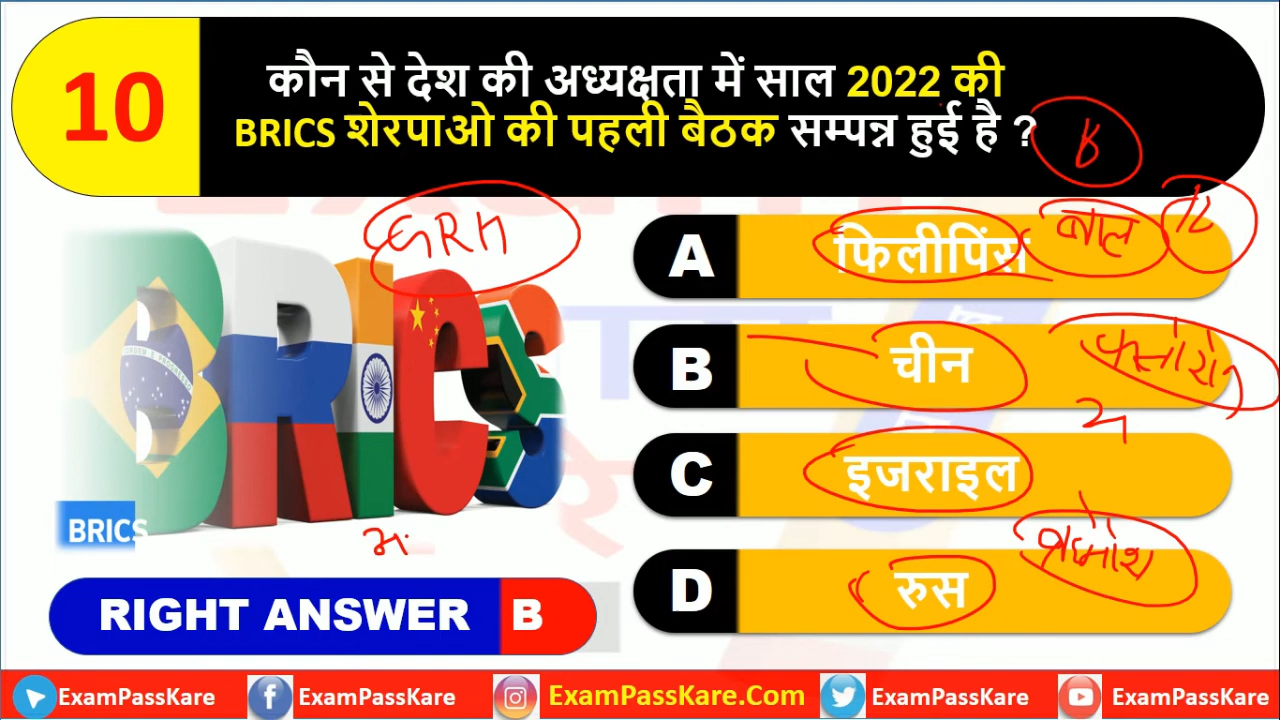 10
कौन से देश की अध्यक्षता में साल 2022 की
BRICS शेरपाओ की पहली बैठक सम्पन्न हुई है ?
B
GRM
A फिलीपिंस
B चीन
C इजराइल
D रुस
BRICS
RIGHT ANSWER B
ExamPassKare
ExamPassKare
ExamPassKare.Com
ExamPassKare
ExamPassKare